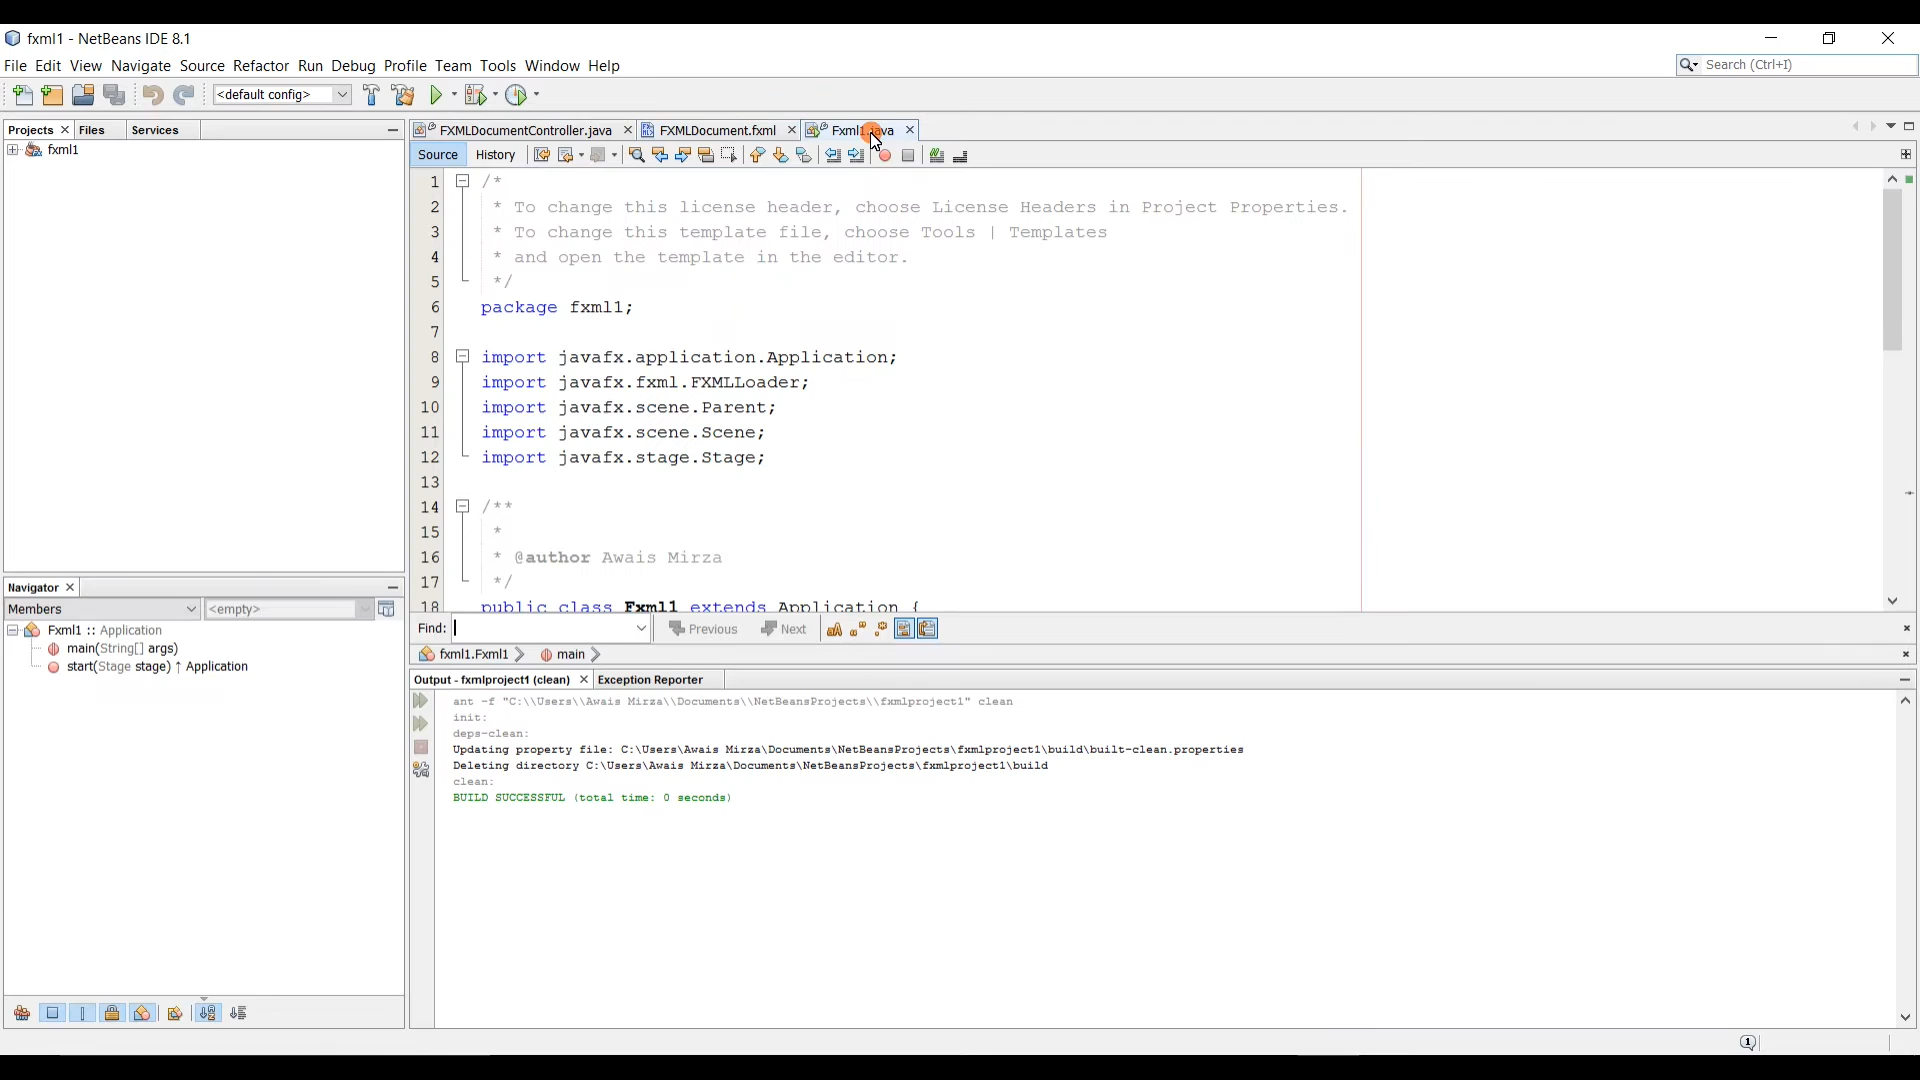 fxml1 - NetBeans IDE 8.1
File Edit View Navigate Source Refactor Run Debug Profile Team Tools Window Help
Search (Ctrl+I)
<default config>
Projects Files Services
fxml1
FXMLDocumentController.java FXMLDocument.fxml
Source History
1 /*
2 * To change this license header, choose License Headers in Project Properties.
3 * To change this template file, choose Tools | Templates
4 * and open the template in the editor.
5 */
6 package fxml1;
7
8 import javafx.application.Application;
9 import javafx.fxml.FXMLLoader;
10 import javafx.scene.Parent;
11 import javafx.scene.Scene;
12 import javafx.stage.Stage;
13
14 /**
15 *
16 * @author Awais Mirza
17 */
18 public class Fxml1 extends Application {
Find: Previous Next
fxml1.Fxml1 main
Navigator
Members <empty>
Fxml1 :: Application
main(String[] args)
start(Stage stage) ↑ Application
Output - fxmlproject1 (clean) Exception Reporter
ant -f "C:\\Users\\Awais Mirza\\Documents\\NetBeansProjects\\fxmlproject1" clean
init:
deps-clean:
Updating property file: C:\Users\Awais Mirza\Documents\NetBeansProjects\fxmlproject1\build\built-clean.properties
Deleting directory C:\Users\Awais Mirza\Documents\NetBeansProjects\fxmlproject1\build
clean:
BUILD SUCCESSFUL (total time: 0 seconds)
1